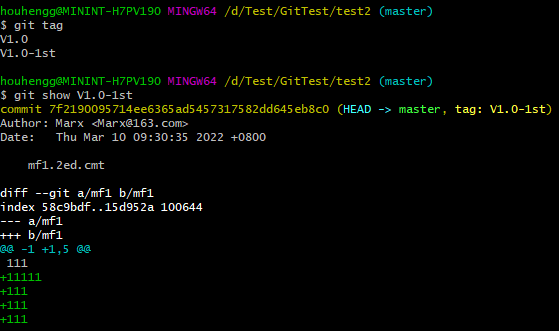 houhengg@MININT-H7PV190 MINGW64 /d/Test/GitTest/test2 (master)
$ git tag
V1.0
V1.0-1st
houhengg@MININT-H7PV190 MINGW64 /d/Test/GitTest/test2 (master)
$ git show V1.0-1st
commit 7f2190095714ee6365ad5457317582dd645eb8c0 (HEAD -> master, tag: V1.0-1st)
Author: Marx <Marx@163.com>
Date:   Thu Mar 10 09:30:35 2022 +0800
    mf1.2ed.cmt
diff --git a/mf1 b/mf1
index 58c9bdf..15d952a 100644
--- a/mf1
+++ b/mf1
@@ -1 +1,5 @@
 111
+11111
+111
+111
+111